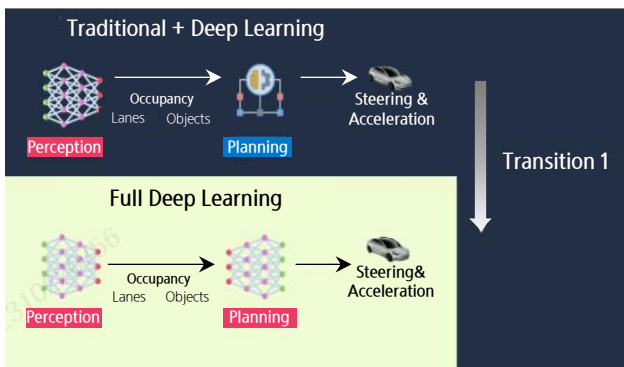 Traditional + Deep Learning
Occupancy
Lanes Objects
Steering &
Acceleration
Perception
Planning
Transition 1
Full Deep Learning
Occupancy
Lanes Objects
Steering&
Acceleration
Perception
Planning